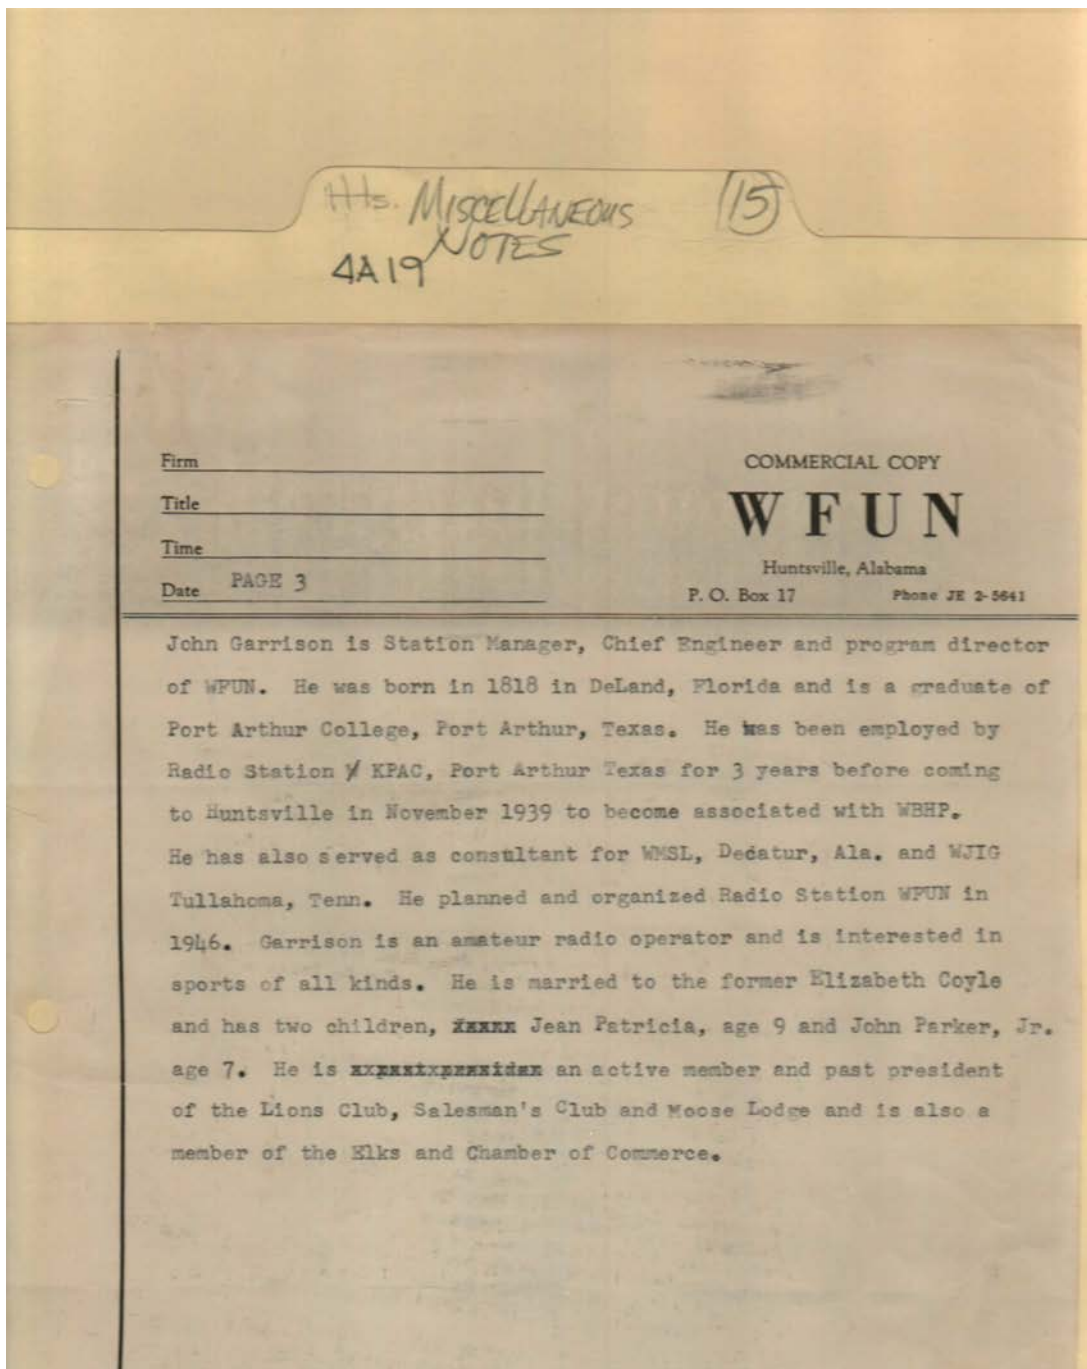 Hts. MISCELLANEOUS (15)
NOTES
4A19
Firm
COMMERCIAL COPY
Title
WFUN
Time
Huntsville, Alabama
Date PAGE 3
P. O. Box 17 Phone JE 2-5641
John Garrison is Station Manager, Chief Engineer and program director
of WFUN. He was born in 1818 in DeLand, Florida and is a graduate of
Port Arthur College, Port Arthur, Texas. He has been employed by
Radio Station KPAC, Port Arthur Texas for 3 years before coming
to Huntsville in November 1939 to become associated with WBHP.
He has also served as consultant for WMSL, Decatur, Ala. and WJIG
Tullahoma, Tenn. He planned and organized Radio Station WFUN in
1946. Garrison is an amateur radio operator and is interested in
sports of all kinds. He is married to the former Elizabeth Coyle
and has two children, Jean Patricia, age 9 and John Parker, Jr.
age 7. He is an active member and past president
of the Lions Club, Salesman's Club and Moose Lodge and is also a
member of the Elks and Chamber of Commerce.